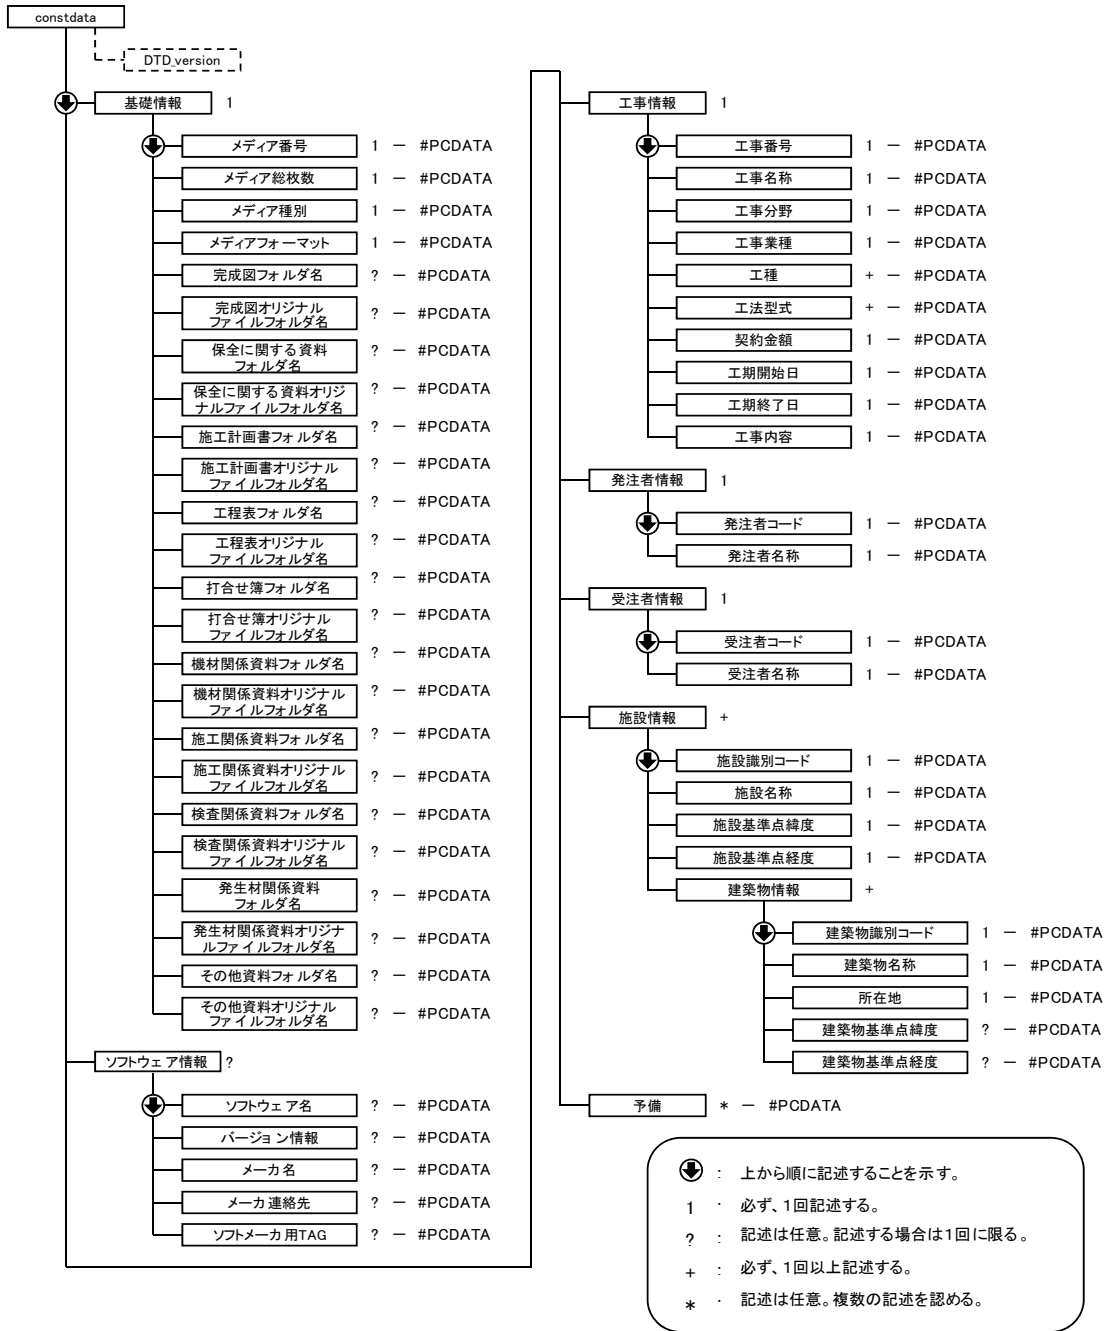 constdata
DTD_version
基礎情報 1
メディア番号 1 － #PCDATA
メディア総枚数 1 － #PCDATA
メディア種別 1 － #PCDATA
メディアフォーマット 1 － #PCDATA
完成図フォルダ名 ? － #PCDATA
完成図オリジナル
ファイルフォルダ名 ? － #PCDATA
保全に関する資料
フォルダ名 ? － #PCDATA
保全に関する資料オリジ
ナルファイルフォルダ名 ? － #PCDATA
施工計画書フォルダ名 ? － #PCDATA
施工計画書オリジナル
ファイルフォルダ名 ? － #PCDATA
工程表フォルダ名 ? － #PCDATA
工程表オリジナル
ファイルフォルダ名 ? － #PCDATA
打合せ簿フォルダ名 ? － #PCDATA
打合せ簿オリジナル
ファイルフォルダ名 ? － #PCDATA
機材関係資料フォルダ名 ? － #PCDATA
機材関係資料オリジナル
ファイルフォルダ名 ? － #PCDATA
施工関係資料フォルダ名 ? － #PCDATA
施工関係資料オリジナル
ファイルフォルダ名 ? － #PCDATA
検査関係資料フォルダ名 ? － #PCDATA
検査関係資料オリジナル
ファイルフォルダ名 ? － #PCDATA
発生材関係資料
フォルダ名 ? － #PCDATA
発生材関係資料オリジナ
ルファイルフォルダ名 ? － #PCDATA
その他資料フォルダ名 ? － #PCDATA
その他資料オリジナル
ファイルフォルダ名 ? － #PCDATA
ソフトウェア情報 ?
ソフトウェア名 ? － #PCDATA
バージョン情報 ? － #PCDATA
メーカ名 ? － #PCDATA
メーカ連絡先 ? － #PCDATA
ソフトメーカ用TAG ? － #PCDATA
工事情報 1
工事番号 1 － #PCDATA
工事名称 1 － #PCDATA
工事分野 1 － #PCDATA
工事業種 1 － #PCDATA
工種 + － #PCDATA
工法型式 + － #PCDATA
契約金額 1 － #PCDATA
工期開始日 1 － #PCDATA
工期終了日 1 － #PCDATA
工事内容 1 － #PCDATA
発注者情報 1
発注者コード 1 － #PCDATA
発注者名称 1 － #PCDATA
受注者情報 1
受注者コード 1 － #PCDATA
受注者名称 1 － #PCDATA
施設情報 +
施設識別コード 1 － #PCDATA
施設名称 1 － #PCDATA
施設基準点緯度 1 － #PCDATA
施設基準点経度 1 － #PCDATA
建築物情報 +
建築物識別コード 1 － #PCDATA
建築物名称 1 － #PCDATA
所在地 1 － #PCDATA
建築物基準点緯度 ? － #PCDATA
建築物基準点経度 ? － #PCDATA
予備 * － #PCDATA
： 上から順に記述することを示す。
1 ・ 必ず、1回記述する。
? ： 記述は任意。記述する場合は1回に限る。
+ ： 必ず、1回以上記述する。
* ・ 記述は任意。複数の記述を認める。